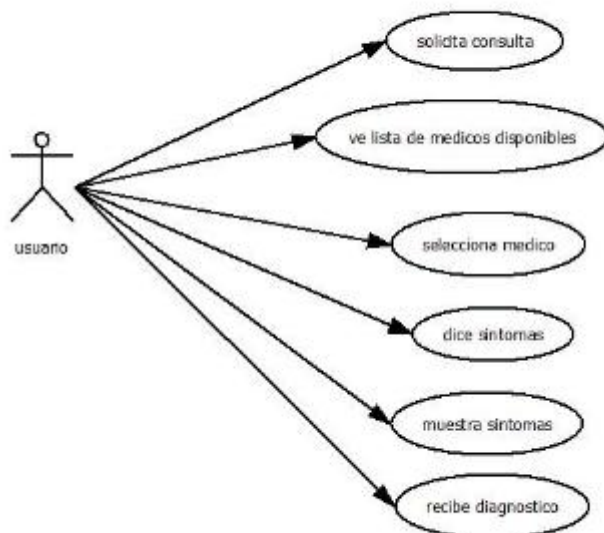 solicita consulta
ve lista de medicos disponibles
usuario
selecciona medico
dice sintomas
muestra sintomas
recibe diagnostico